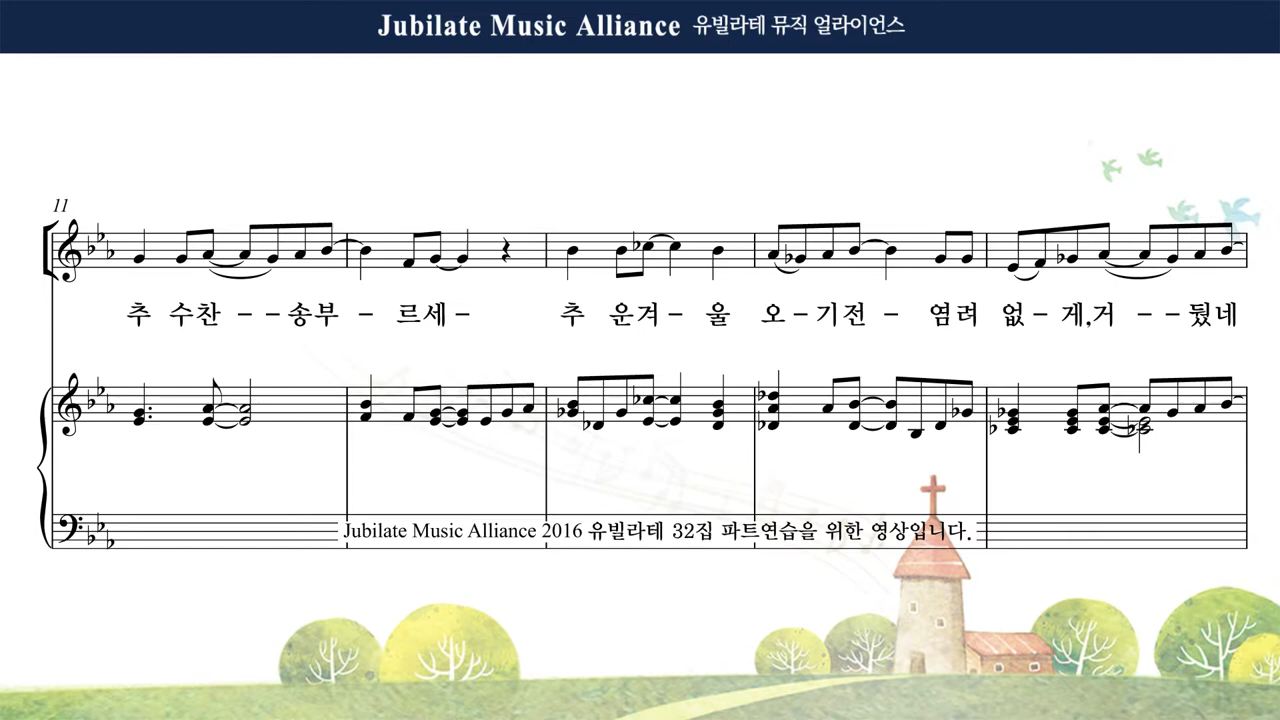 Jubilate Music Alliance 유빌라테 뮤직 얼라이언스
11
추 수찬 - - 송부 - 르세 - 추 운겨 - 울 오 - 기전 - 염려 없 - 게,거 - - 뒀네
Jubilate Music Alliance 2016 유빌라테 32집 파트연습을 위한 영상입니다.